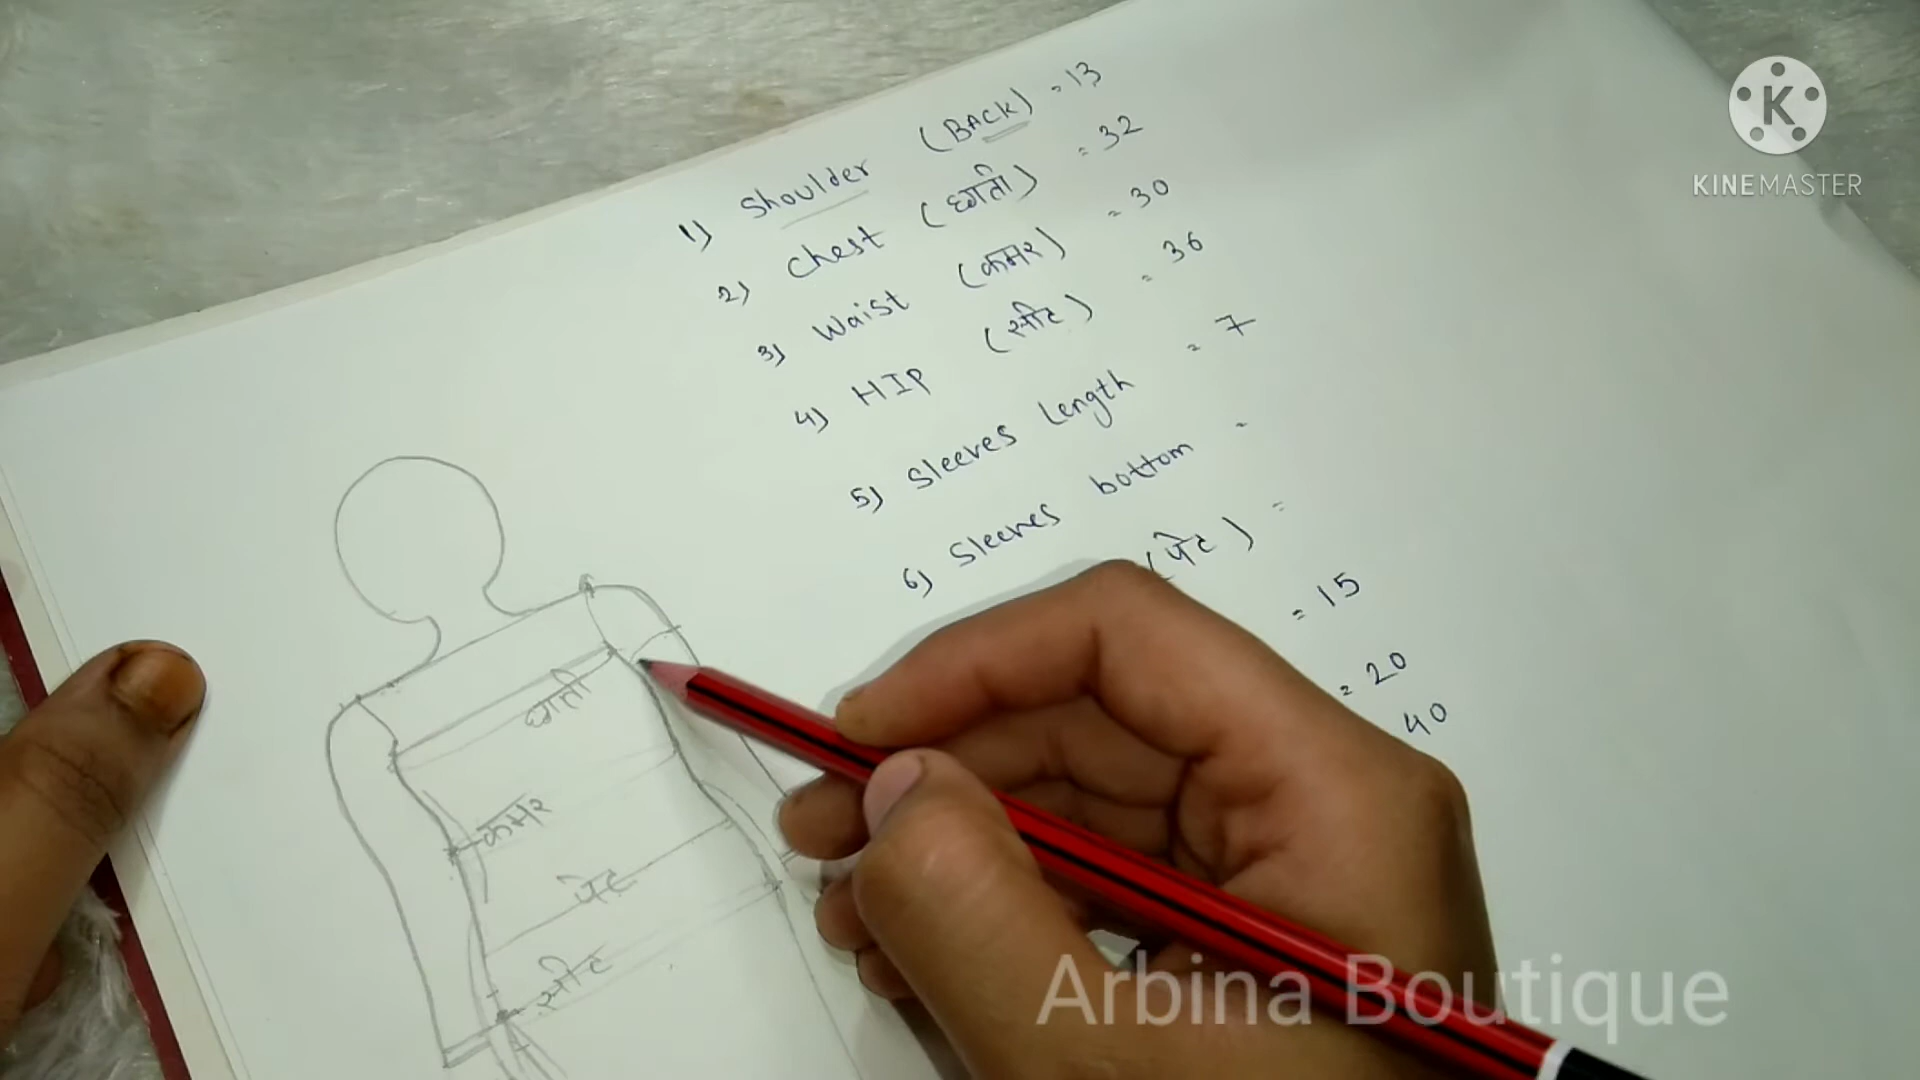 1) Shoulder (BACK) = 13
2) Chest (छाती) = 32
3) Waist (कमर) = 30
4) HIP (सीट) = 36
5) Sleeves Length = 7
6) Sleeves bottom =
(पेट) =
= 15
= 20
40
छाती
कमर
पेट
सीट
K
KINEMASTER
Arbina Boutique